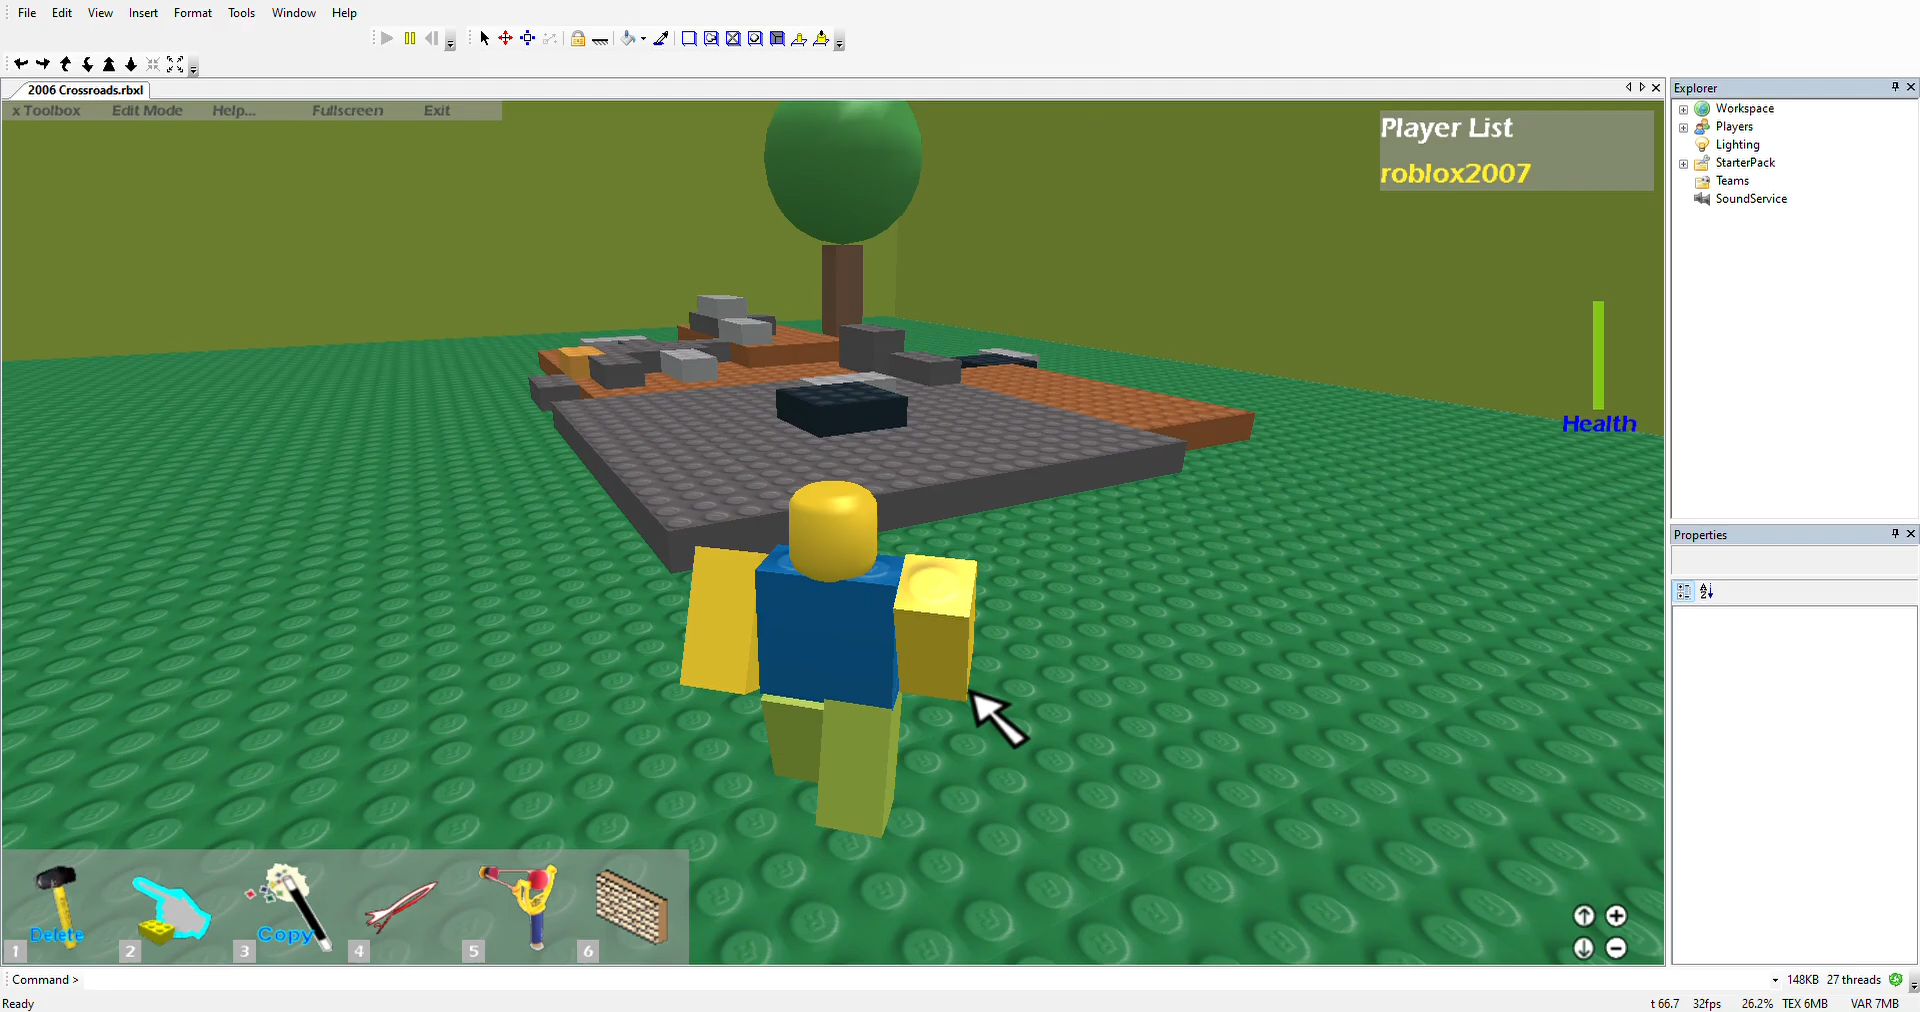 File Edit View Insert Format Tools Window Help
2006 Crossroads.rbxl
x Toolbox Edit Mode Help... Fullscreen Exit
Player List
roblox2007
Health
Explorer
Workspace
Players
Lighting
StarterPack
Teams
SoundService
Properties
Delete
Copy
1 2 3 4 5 6
Command >
148KB 27 threads
Ready
t 66.7 32fps 26.2% TEX 6MB VAR 7MB